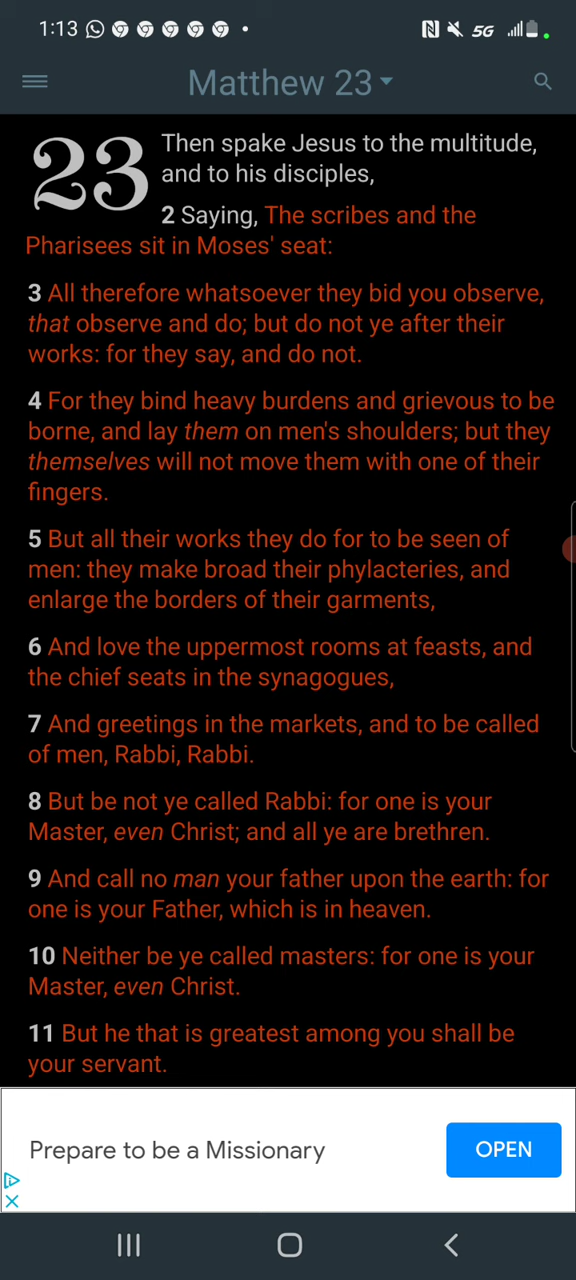 1:13
5G
Matthew 23
23 Then spake Jesus to the multitude,
and to his disciples,
2 Saying, The scribes and the
Pharisees sit in Moses' seat:
3 All therefore whatsoever they bid you observe,
that observe and do; but do not ye after their
works: for they say, and do not.
4 For they bind heavy burdens and grievous to be
borne, and lay them on men's shoulders; but they
themselves will not move them with one of their
fingers.
5 But all their works they do for to be seen of
men: they make broad their phylacteries, and
enlarge the borders of their garments,
6 And love the uppermost rooms at feasts, and
the chief seats in the synagogues,
7 And greetings in the markets, and to be called
of men, Rabbi, Rabbi.
8 But be not ye called Rabbi: for one is your
Master, even Christ; and all ye are brethren.
9 And call no man your father upon the earth: for
one is your Father, which is in heaven.
10 Neither be ye called masters: for one is your
Master, even Christ.
11 But he that is greatest among you shall be
your servant.
Prepare to be a Missionary
OPEN